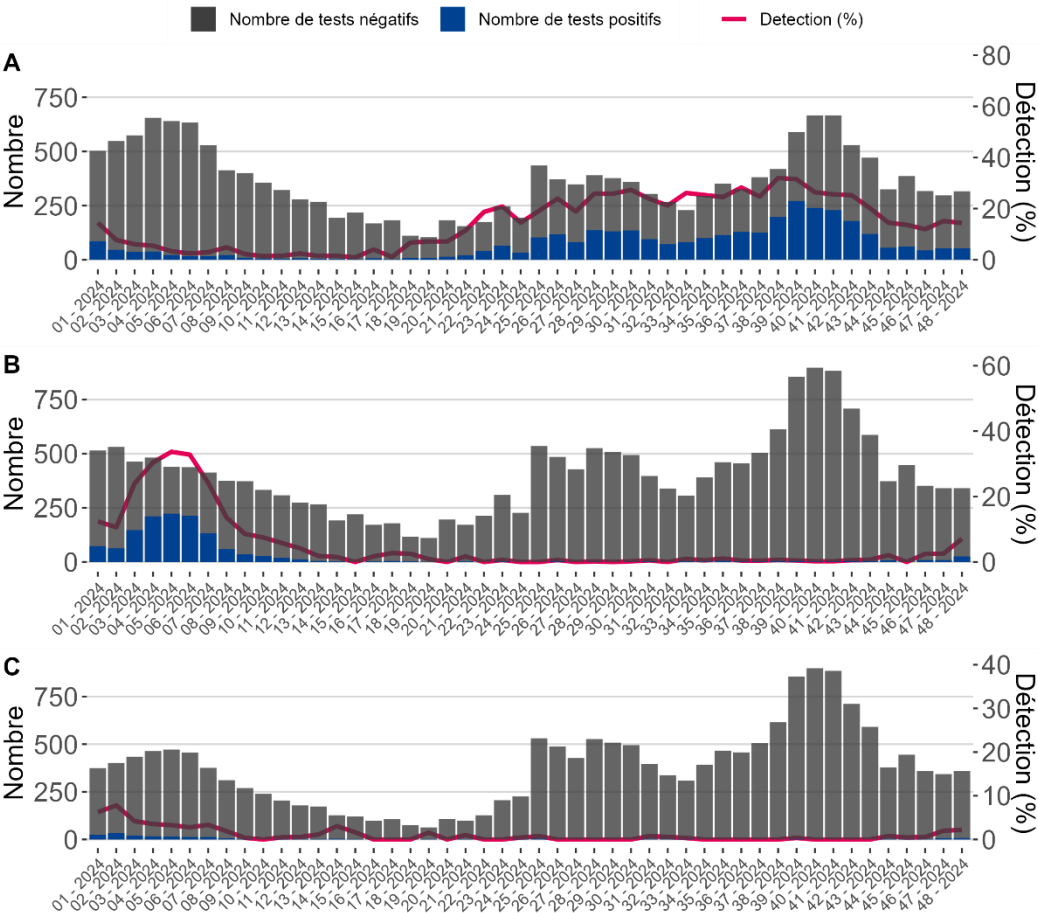 Nombre de tests négatifs
Nombre de tests positifs
Detection (%)
A
Nombre
750
500
250
0
80
60
40
20
0
Détection (%)
01 - 2024
02 - 2024
03 - 2024
04 - 2024
05 - 2024
06 - 2024
07 - 2024
08 - 2024
09 - 2024
10 - 2024
11 - 2024
12 - 2024
13 - 2024
14 - 2024
15 - 2024
16 - 2024
17 - 2024
18 - 2024
19 - 2024
20 - 2024
21 - 2024
22 - 2024
23 - 2024
24 - 2024
25 - 2024
26 - 2024
27 - 2024
28 - 2024
29 - 2024
30 - 2024
31 - 2024
32 - 2024
33 - 2024
34 - 2024
35 - 2024
36 - 2024
37 - 2024
38 - 2024
39 - 2024
40 - 2024
41 - 2024
42 - 2024
43 - 2024
44 - 2024
45 - 2024
46 - 2024
47 - 2024
48 - 2024
B
Nombre
750
500
250
0
60
40
20
0
Détection (%)
01 - 2024
02 - 2024
03 - 2024
04 - 2024
05 - 2024
06 - 2024
07 - 2024
08 - 2024
09 - 2024
10 - 2024
11 - 2024
12 - 2024
13 - 2024
14 - 2024
15 - 2024
16 - 2024
17 - 2024
18 - 2024
19 - 2024
20 - 2024
21 - 2024
22 - 2024
23 - 2024
24 - 2024
25 - 2024
26 - 2024
27 - 2024
28 - 2024
29 - 2024
30 - 2024
31 - 2024
32 - 2024
33 - 2024
34 - 2024
35 - 2024
36 - 2024
37 - 2024
38 - 2024
39 - 2024
40 - 2024
41 - 2024
42 - 2024
43 - 2024
44 - 2024
45 - 2024
46 - 2024
47 - 2024
48 - 2024
C
Nombre
750
500
250
0
40
30
20
10
0
Détection (%)
01 - 2024
02 - 2024
03 - 2024
04 - 2024
05 - 2024
06 - 2024
07 - 2024
08 - 2024
09 - 2024
10 - 2024
11 - 2024
12 - 2024
13 - 2024
14 - 2024
15 - 2024
16 - 2024
17 - 2024
18 - 2024
19 - 2024
20 - 2024
21 - 2024
22 - 2024
23 - 2024
24 - 2024
25 - 2024
26 - 2024
27 - 2024
28 - 2024
29 - 2024
30 - 2024
31 - 2024
32 - 2024
33 - 2024
34 - 2024
35 - 2024
36 - 2024
37 - 2024
38 - 2024
39 - 2024
40 - 2024
41 - 2024
42 - 2024
43 - 2024
44 - 2024
45 - 2024
46 - 2024
47 - 2024
48 - 2024